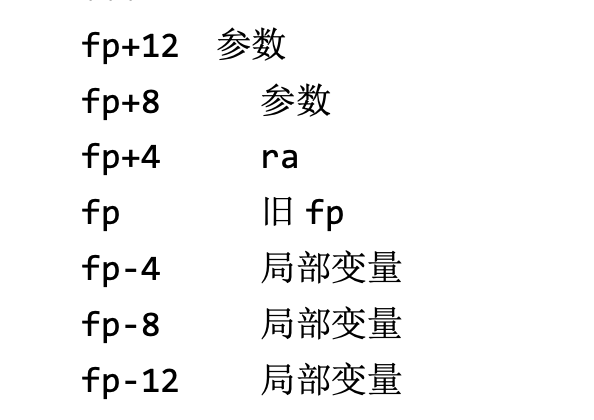 fp+12 参数
fp+8 参数
fp+4 ra
fp 旧 fp
fp-4 局部变量
fp-8 局部变量
fp-12 局部变量